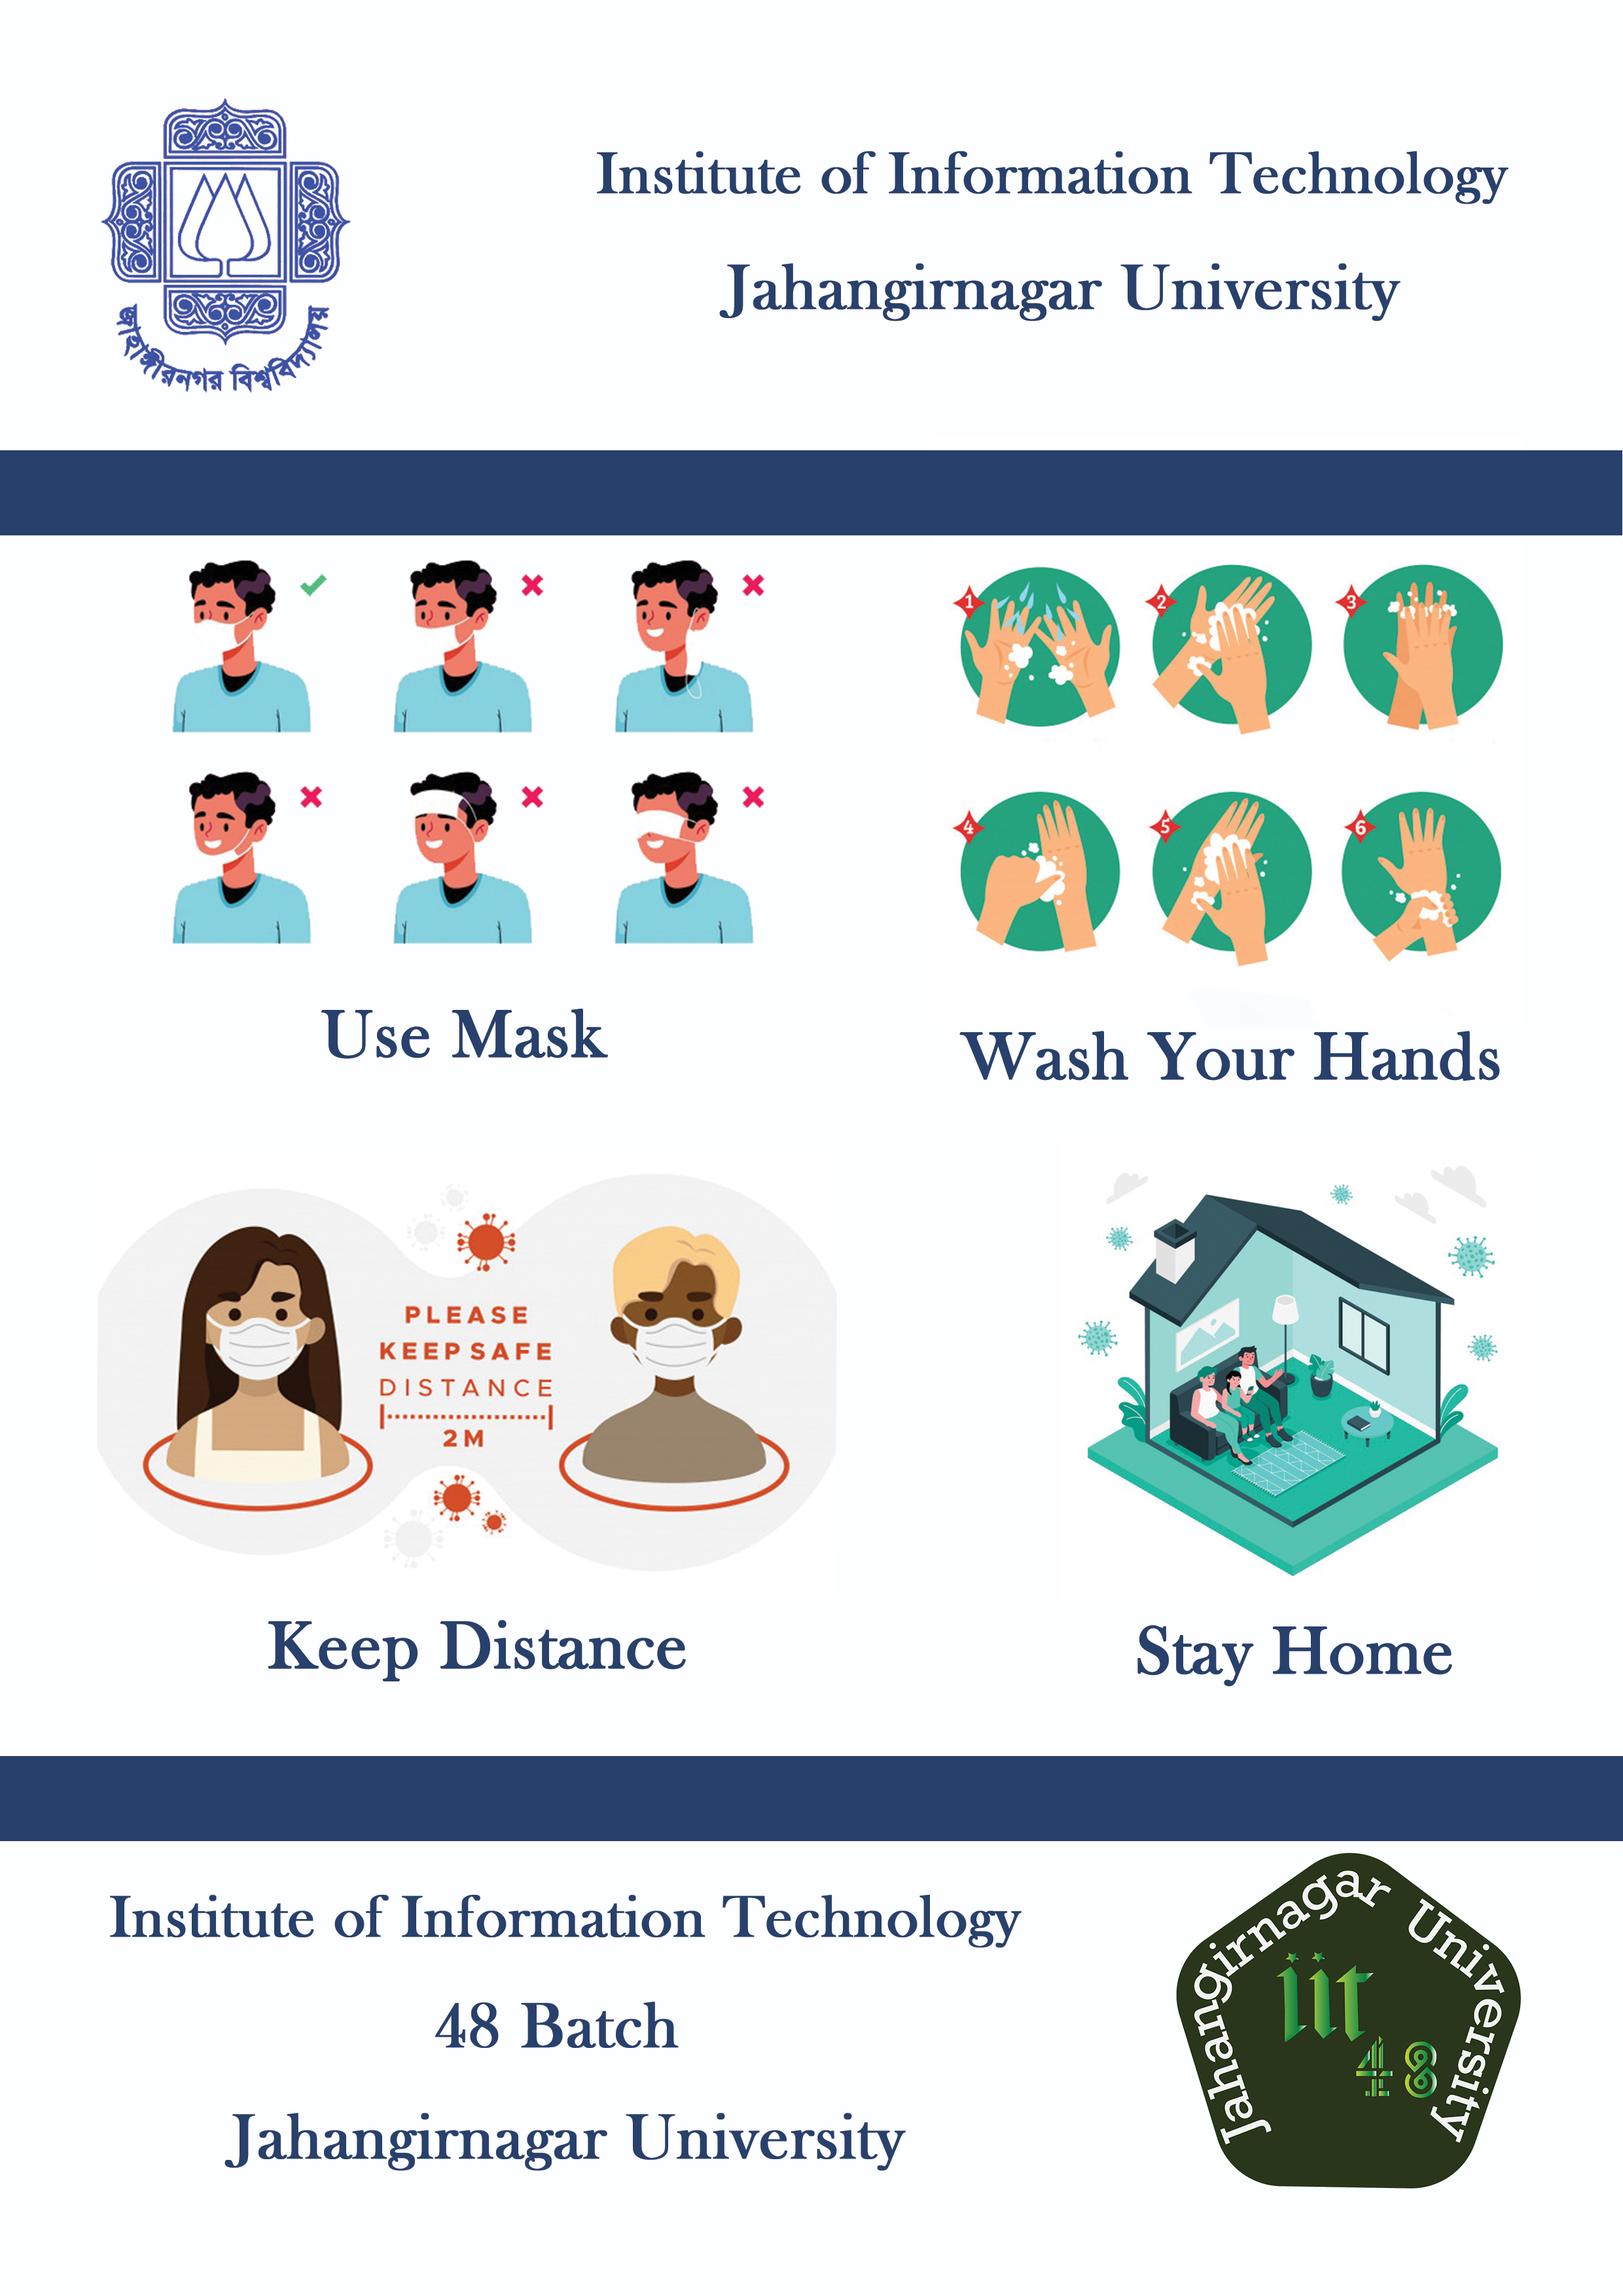 Institute of Information Technology
Jahangirnagar University
জাহাঙ্গীরনগর বিশ্ববিদ্যালয়
1
2
3
4
5
6
Use Mask
Wash Your Hands
PLEASE
KEEP SAFE
DISTANCE
2 M
Keep Distance
Stay Home
Institute of Information Technology
48 Batch
Jahangirnagar University
Jahangirnagar University
iit
48